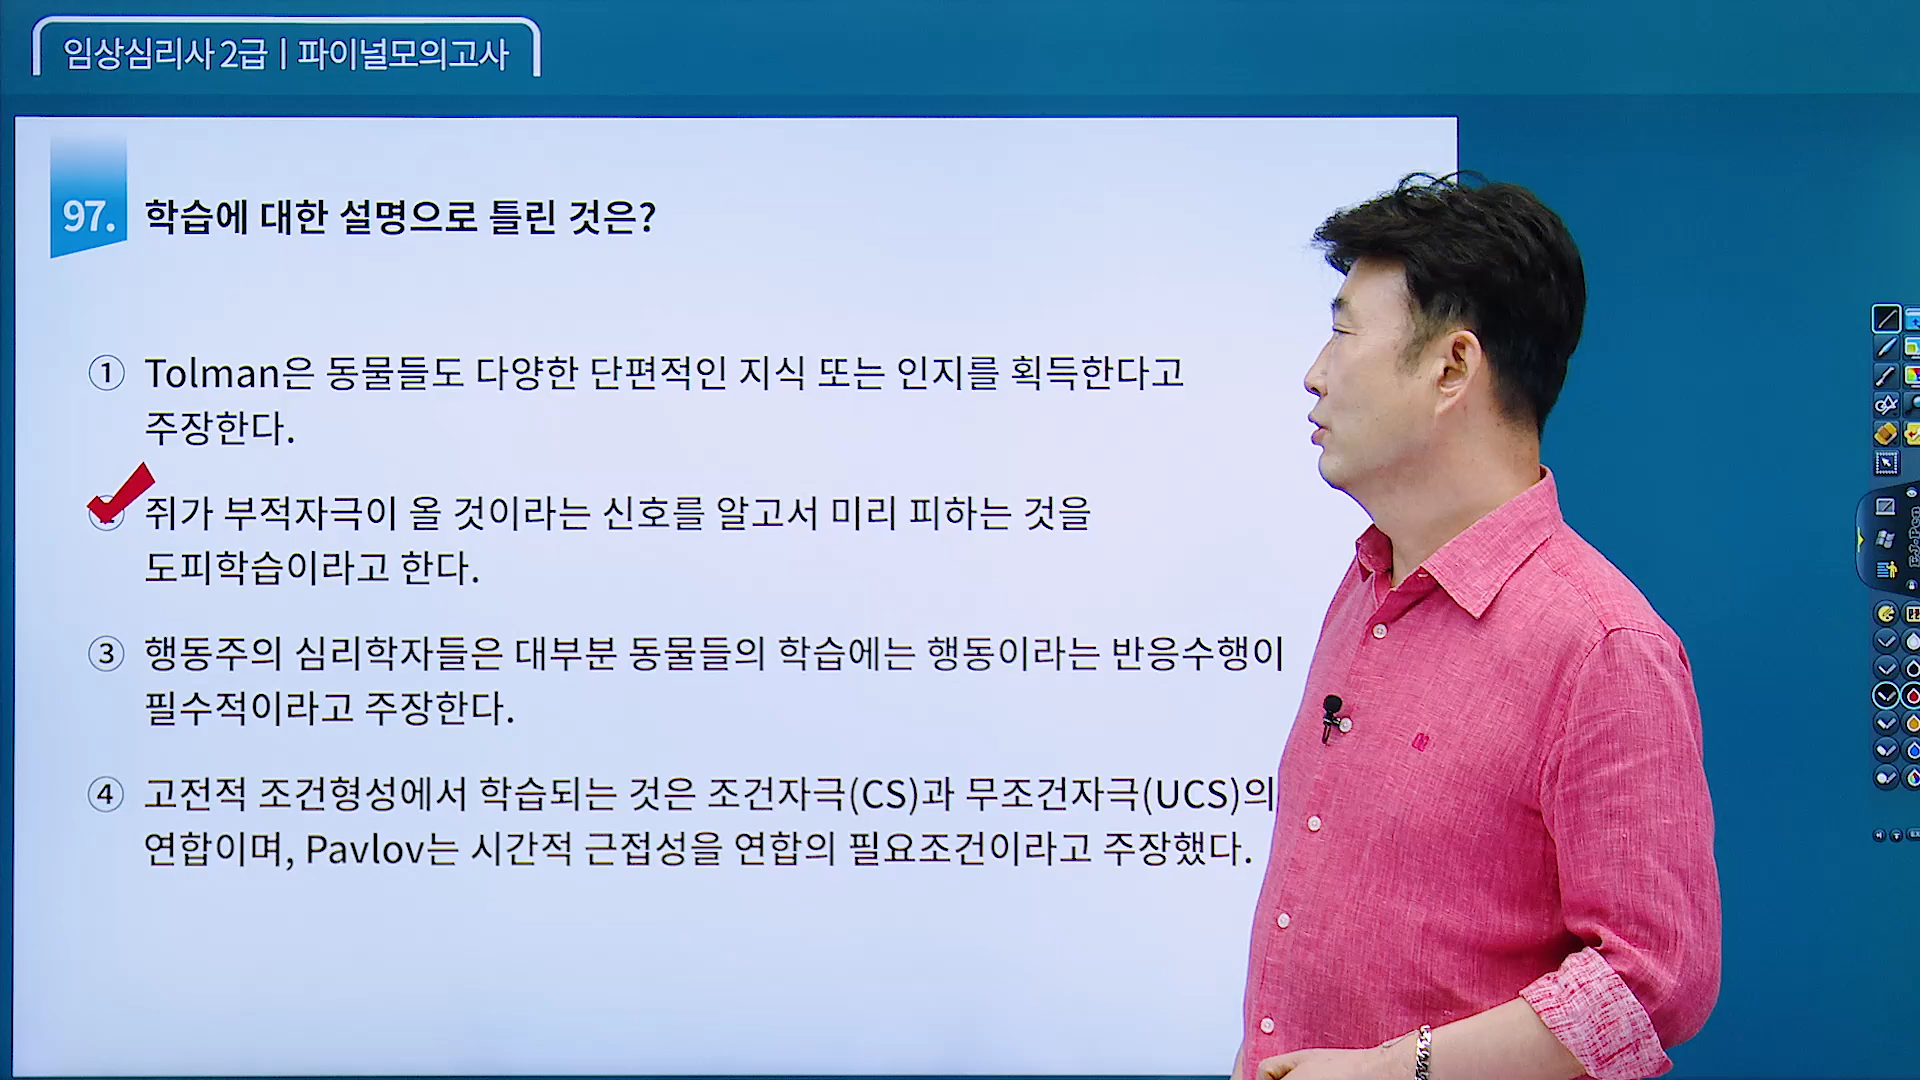 임상심리사 2급 | 파이널모의고사
97. 학습에 대한 설명으로 틀린 것은?
① Tolman은 동물들도 다양한 단편적인 지식 또는 인지를 획득한다고
주장한다.
쥐가 부적자극이 올 것이라는 신호를 알고서 미리 피하는 것을
도피학습이라고 한다.
③ 행동주의 심리학자들은 대부분 동물들의 학습에는 행동이라는 반응수행이
필수적이라고 주장한다.
④ 고전적 조건형성에서 학습되는 것은 조건자극(CS)과 무조건자극(UCS)의
연합이며, Pavlov는 시간적 근접성을 연합의 필요조건이라고 주장했다.